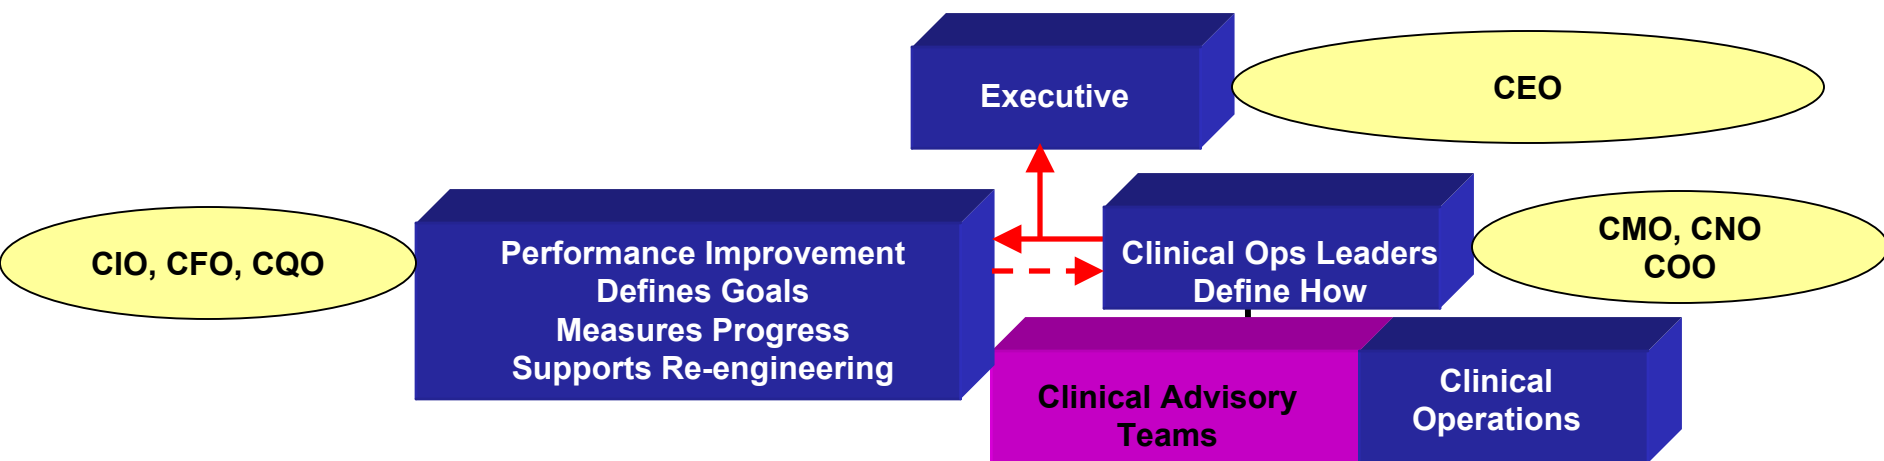 Executive
CEO
CIO, CFO, CQO
Performance Improvement
Defines Goals
Measures Progress
Supports Re-engineering
Clinical Ops Leaders
Define How
CMO, CNO
COO
Clinical Advisory
Teams
Clinical
Operations